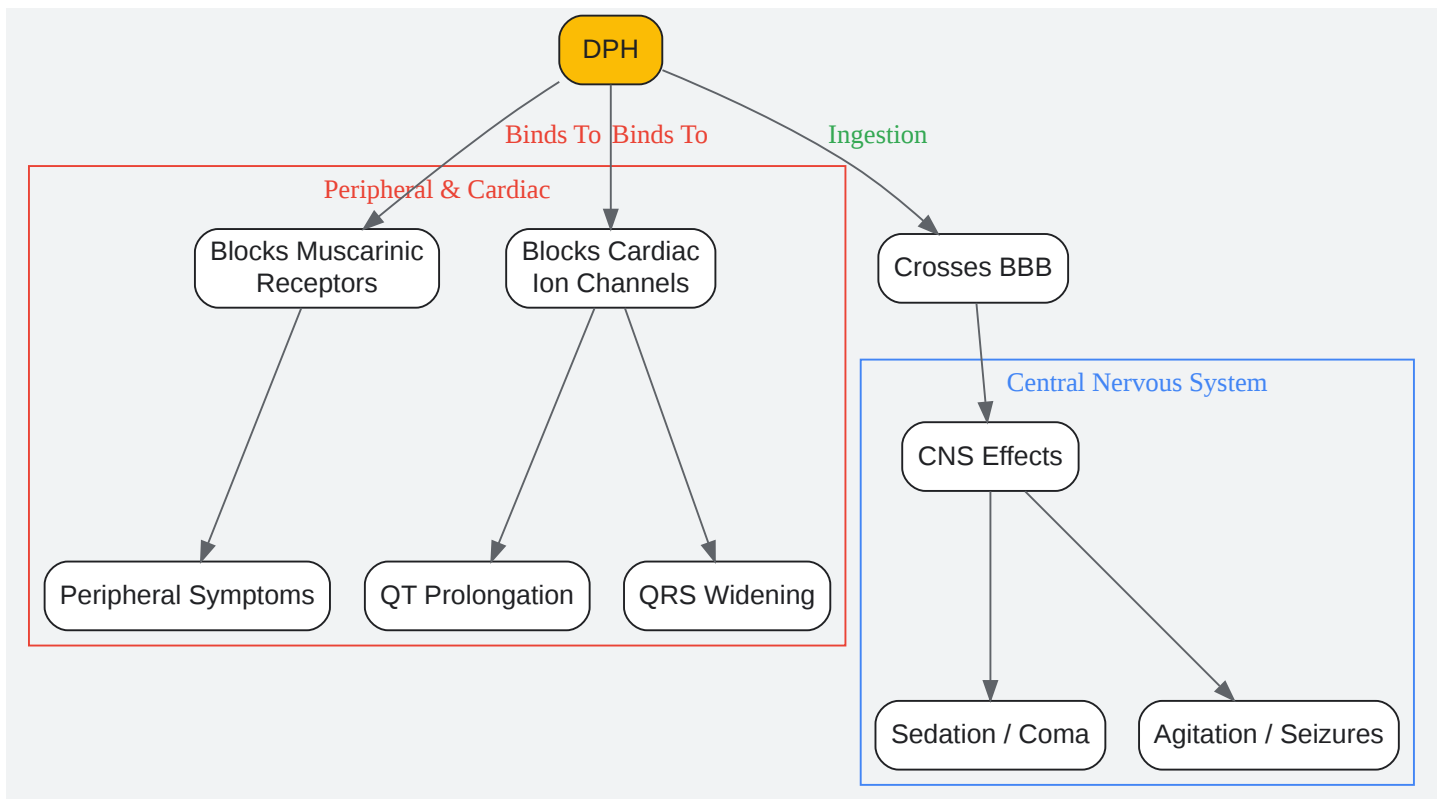 DPH
Binds To
Binds To
Ingestion
Peripheral & Cardiac
Blocks Muscarinic
Receptors
Blocks Cardiac
Ion Channels
Crosses BBB
Central Nervous System
CNS Effects
Peripheral Symptoms
QT Prolongation
QRS Widening
Sedation / Coma
Agitation / Seizures